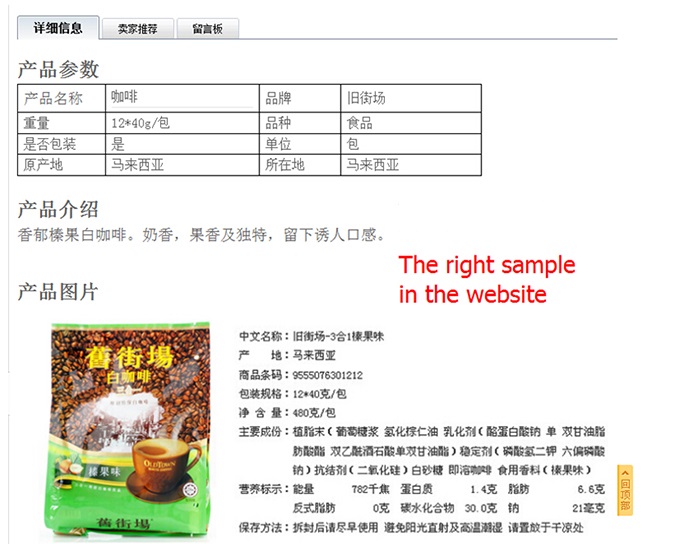 详细信息 卖家推荐 留言板
产品参数
产品名称 咖啡 品牌 旧街场
重量 12*40g/包 品种 食品
是否包装 是 单位 包
原产地 马来西亚 所在地 马来西亚
产品介绍
香郁榛果白咖啡。奶香，果香及独特，留下诱人口感。
The right sample
in the website
产品图片
舊街場
白咖啡
OLDTOWN
榛果味
舊街場
中文名称：旧街场-3合1榛果味
产 地：马来西亚
商品条码：9555076301212
包装规格：12*40克/包
净 含 量：480克/包
主要成份：植脂末（葡萄糖浆 氢化棕仁油 乳化剂（酪蛋白酸钠 单 双甘油脂
肪酸酯 双乙酰酒石酸单双甘油酯）稳定剂（磷酸氢二钾 六偏磷酸
钠）抗结剂（二氧化硅）白砂糖 即溶咖啡 食用香料（榛果味）
营养标示：能量 782千焦 蛋白质 1.4克 脂肪 6.6克
反式脂肪 0克 碳水化合物 30.0克 钠 21毫克
保存方法：拆封后请尽早使用 避免阳光直射及高温潮湿 请置放于干凉处
回顶部